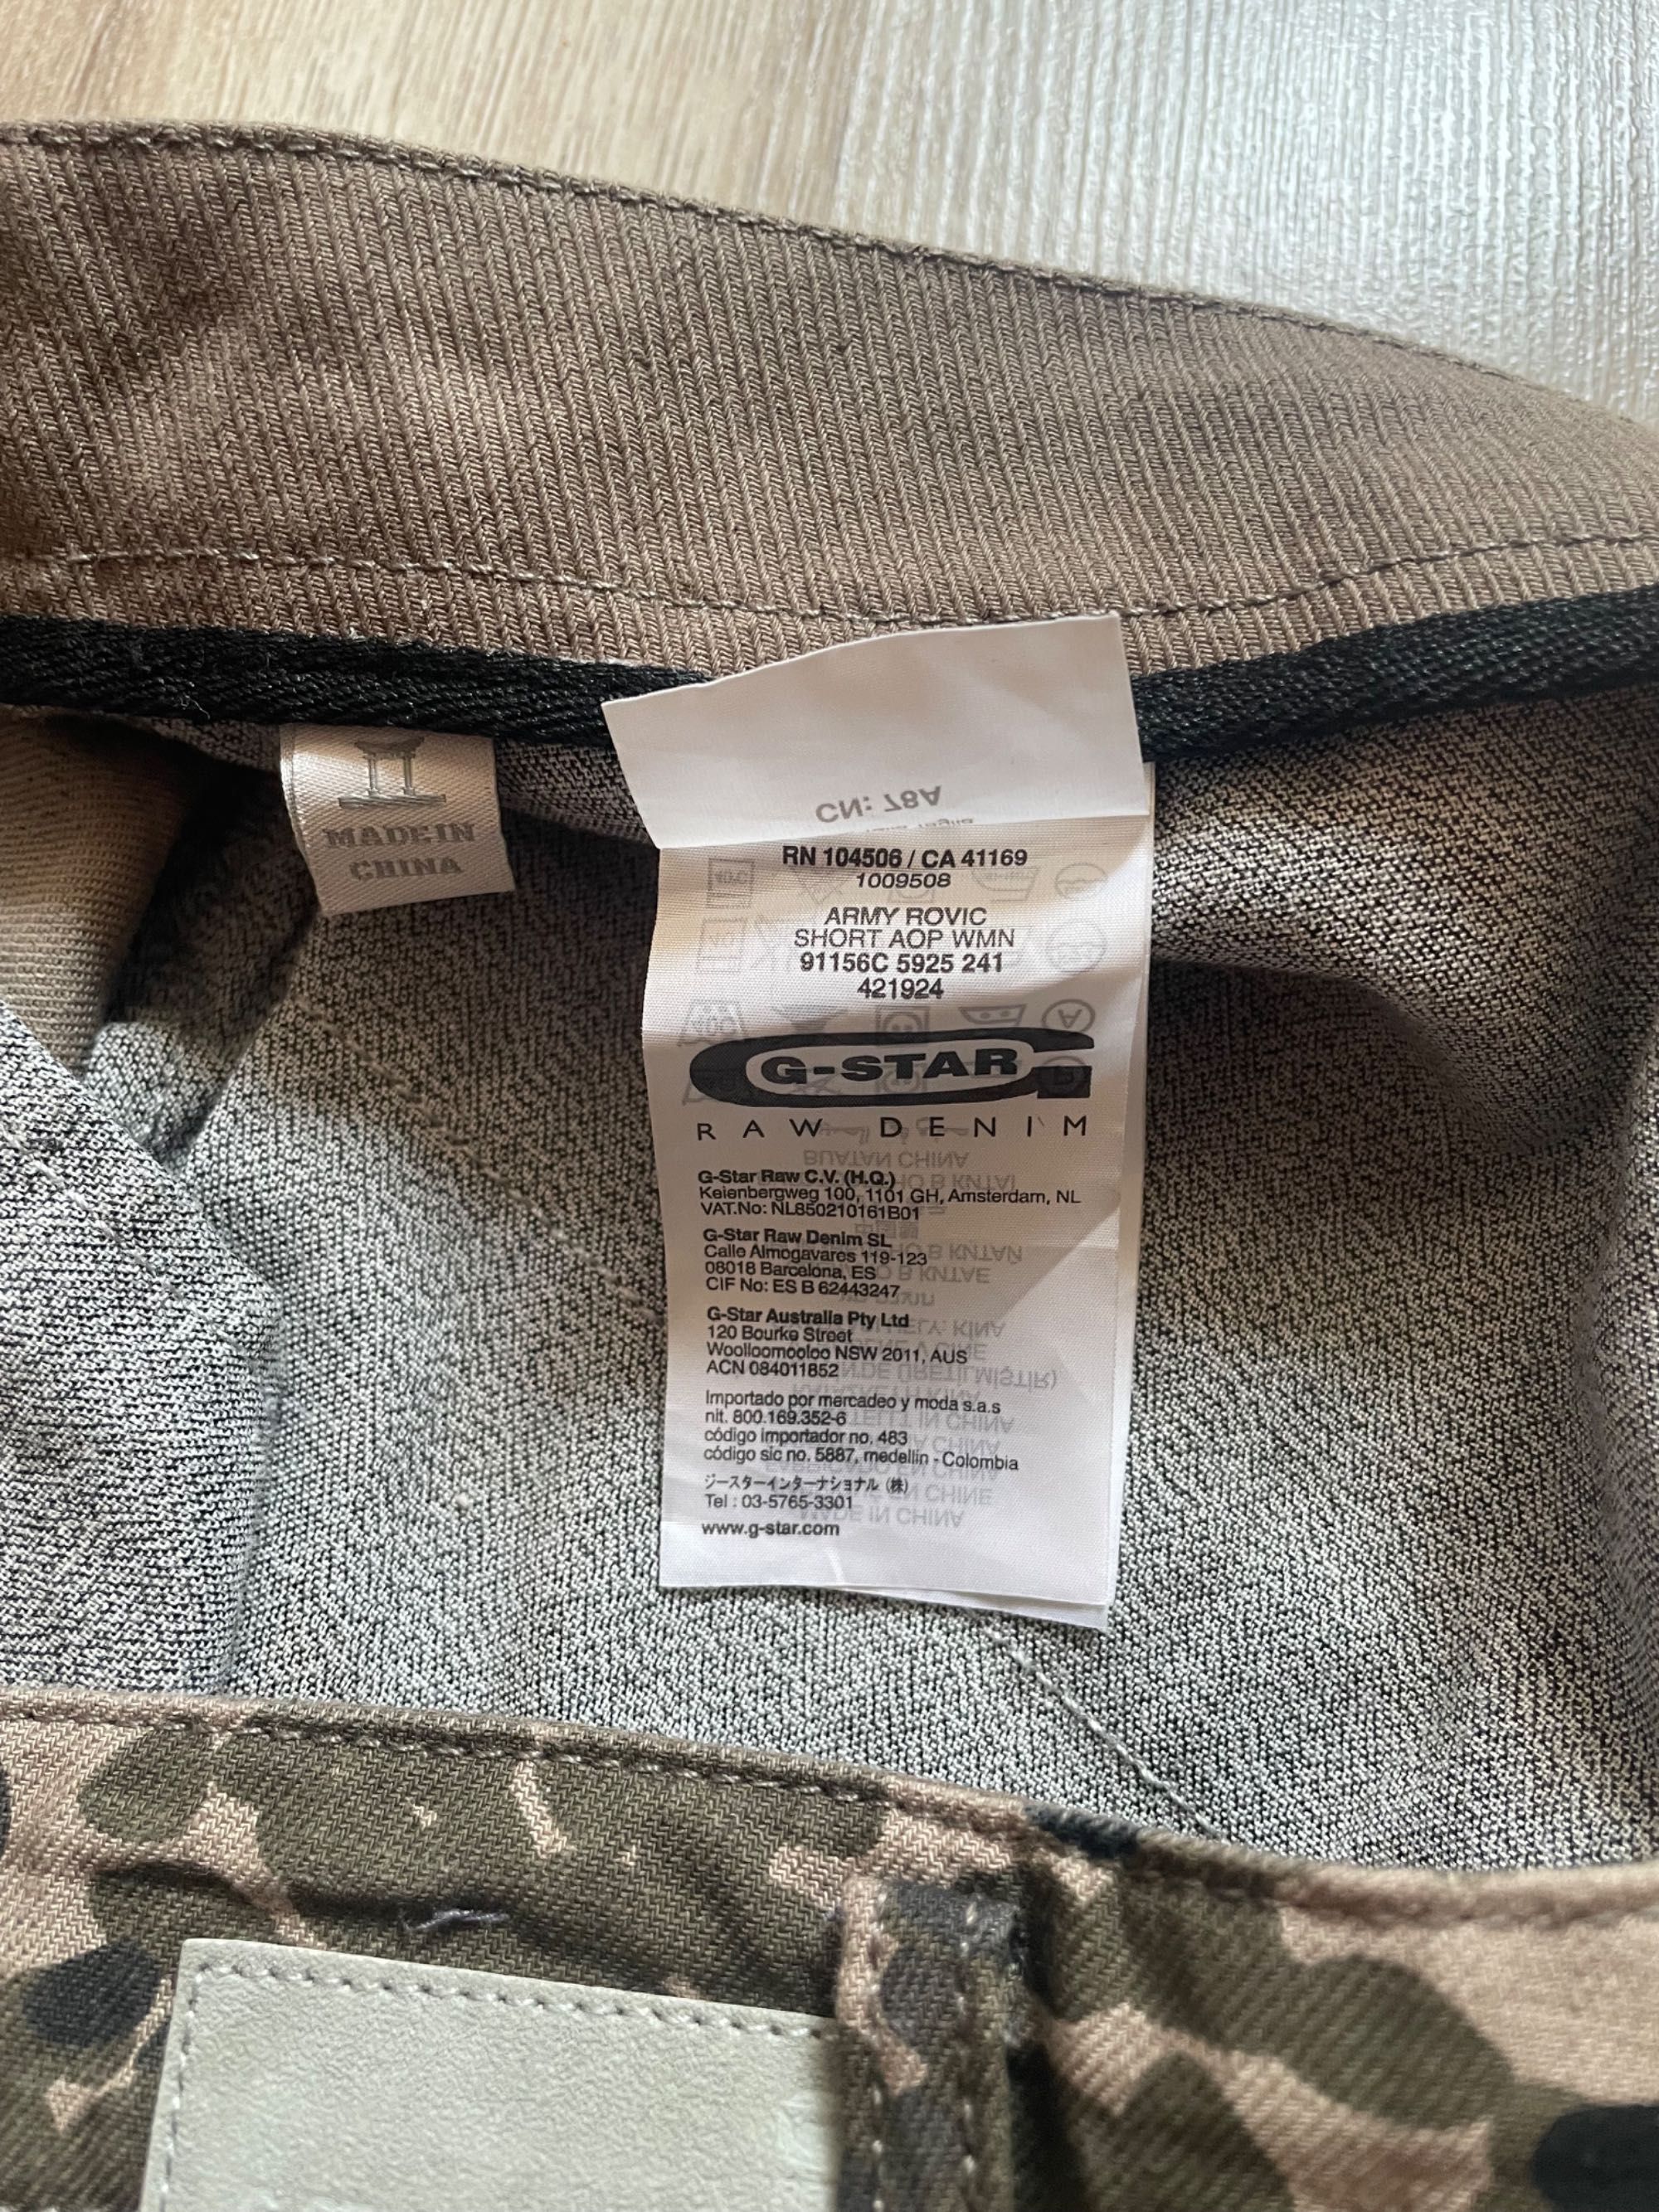 MADE IN
CHINA
CN: 78A
RN 104506 / CA 41169
1009508
ARMY ROVIC
SHORT AOP WMN
91156C 5925 241
421924
G-STAR
RAW DENIM
G-Star Raw C.V. (H.Q.)
Keienbergweg 100, 1101 GH, Amsterdam, NL
VAT.No: NL850210161B01
G-Star Raw Denim SL
Calle Almogavares 119-123
08018 Barcelona, ES
CIF No: ES B 62443247
G-Star Australia Pty Ltd
120 Bourke Street
Woolloomooloo NSW 2011, AUS
ACN 084011852
Importado por mercadeo y moda s.a.s
nit. 800.169.352-6
código importador no. 483
código sic no. 5887, medellin - Colombia
ジースターインターナショナル (株)
Tel : 03-5765-3301
www.g-star.com